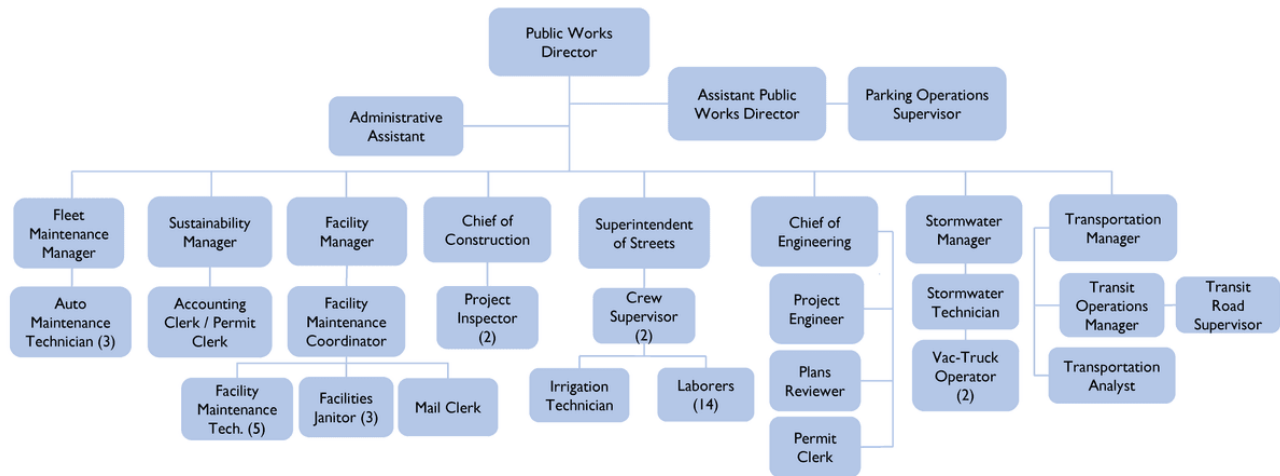 Public Works
Director
Assistant Public
Works Director
Parking Operations
Supervisor
Administrative
Assistant
Fleet
Maintenance
Manager
Sustainability
Manager
Facility
Manager
Chief of
Construction
Superintendent
of Streets
Chief of
Engineering
Stormwater
Manager
Transportation
Manager
Auto
Maintenance
Technician (3)
Accounting
Clerk / Permit
Clerk
Facility
Maintenance
Coordinator
Project
Inspector
(2)
Crew
Supervisor
(2)
Project
Engineer
Stormwater
Technician
Transit
Operations
Manager
Transit
Road
Supervisor
Facility
Maintenance
Tech. (5)
Facilities
Janitor (3)
Mail Clerk
Irrigation
Technician
Laborers
(14)
Plans
Reviewer
Vac-Truck
Operator
(2)
Transportation
Analyst
Permit
Clerk